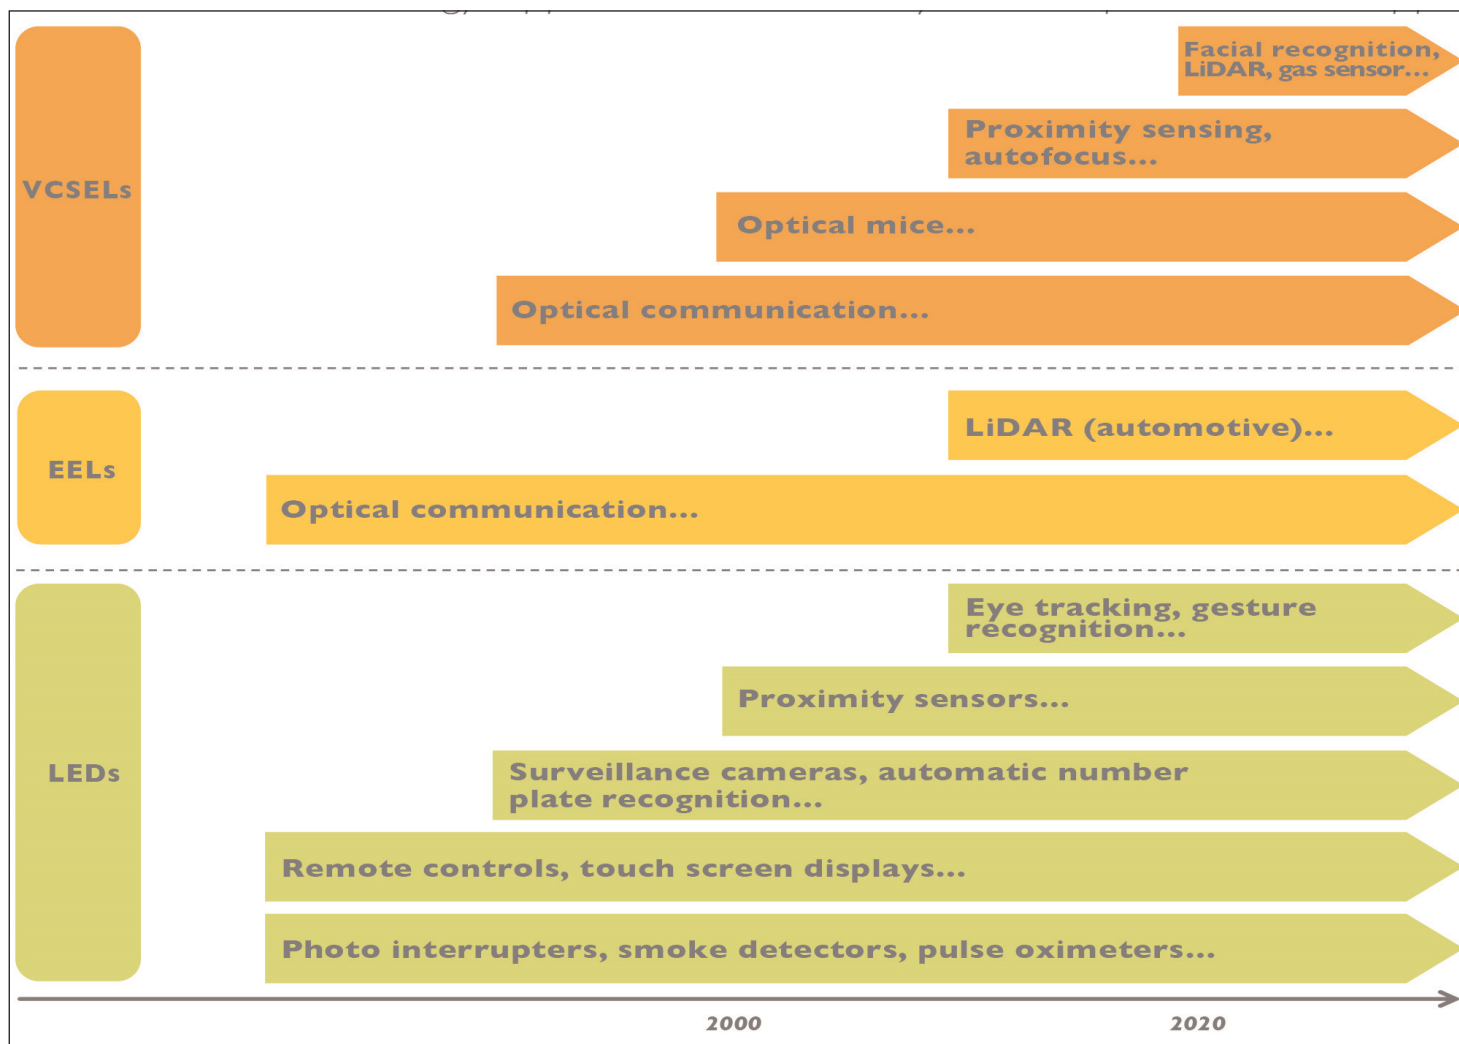 VCSELs
Facial recognition,
LiDAR, gas sensor...
Proximity sensing,
autofocus...
Optical mice...
Optical communication...
EELs
LiDAR (automotive)...
Optical communication...
LEDs
Eye tracking, gesture
recognition...
Proximity sensors...
Surveillance cameras, automatic number
plate recognition...
Remote controls, touch screen displays...
Photo interrupters, smoke detectors, pulse oximeters...
2000
2020